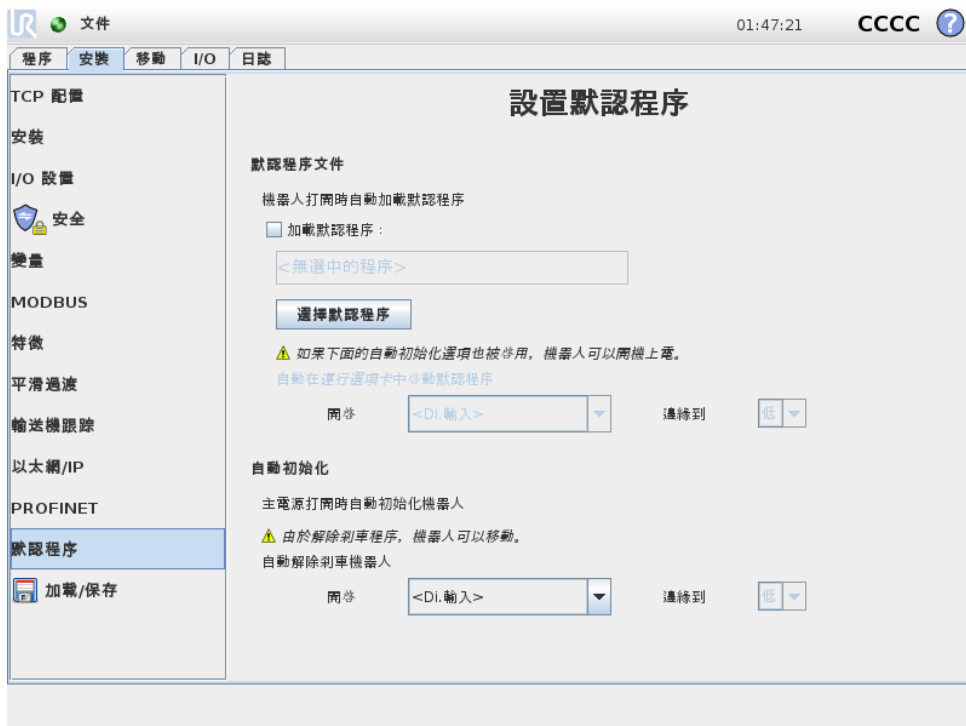 UR 文件 01:47:21 CCCC ?
程序 安裝 移動 I/O 日誌
TCP 配置
安裝
I/O 設置
安全
變量
MODBUS
特徵
平滑過渡
輸送機跟踪
以太網/IP
PROFINET
默認程序
加載/保存
設置默認程序
默認程序文件
機器人打開時自動加載默認程序
加載默認程序：
<無選中的程序>
選擇默認程序
如果下面的自動初始化選項也被啓用，機器人可以開機上電。
自動在運行選項卡中啓動默認程序
開啓 <Di.輸入> 邊緣到 低
自動初始化
主電源打開時自動初始化機器人
由於解除剎車程序，機器人可以移動。
自動解除剎車機器人
開啓 <Di.輸入> 邊緣到 低